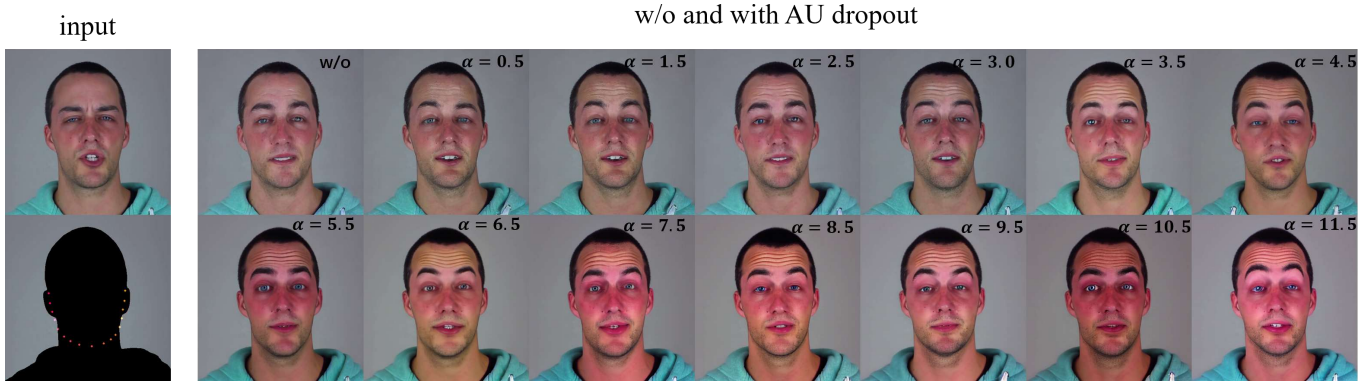 input
w/o and with AU dropout
w/o
α = 0.5
α = 1.5
α = 2.5
α = 3.0
α = 3.5
α = 4.5
α = 5.5
α = 6.5
α = 7.5
α = 8.5
α = 9.5
α = 10.5
α = 11.5